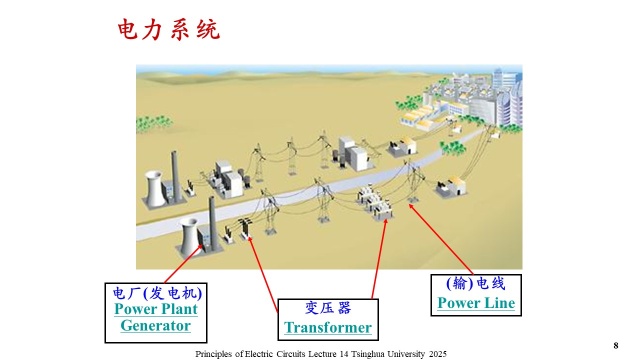 电力系统
电厂(发电机)
Power Plant
Generator
变压器
Transformer
(输)电线
Power Line
Principles of Electric Circuits Lecture 14 Tsinghua University 2025
8